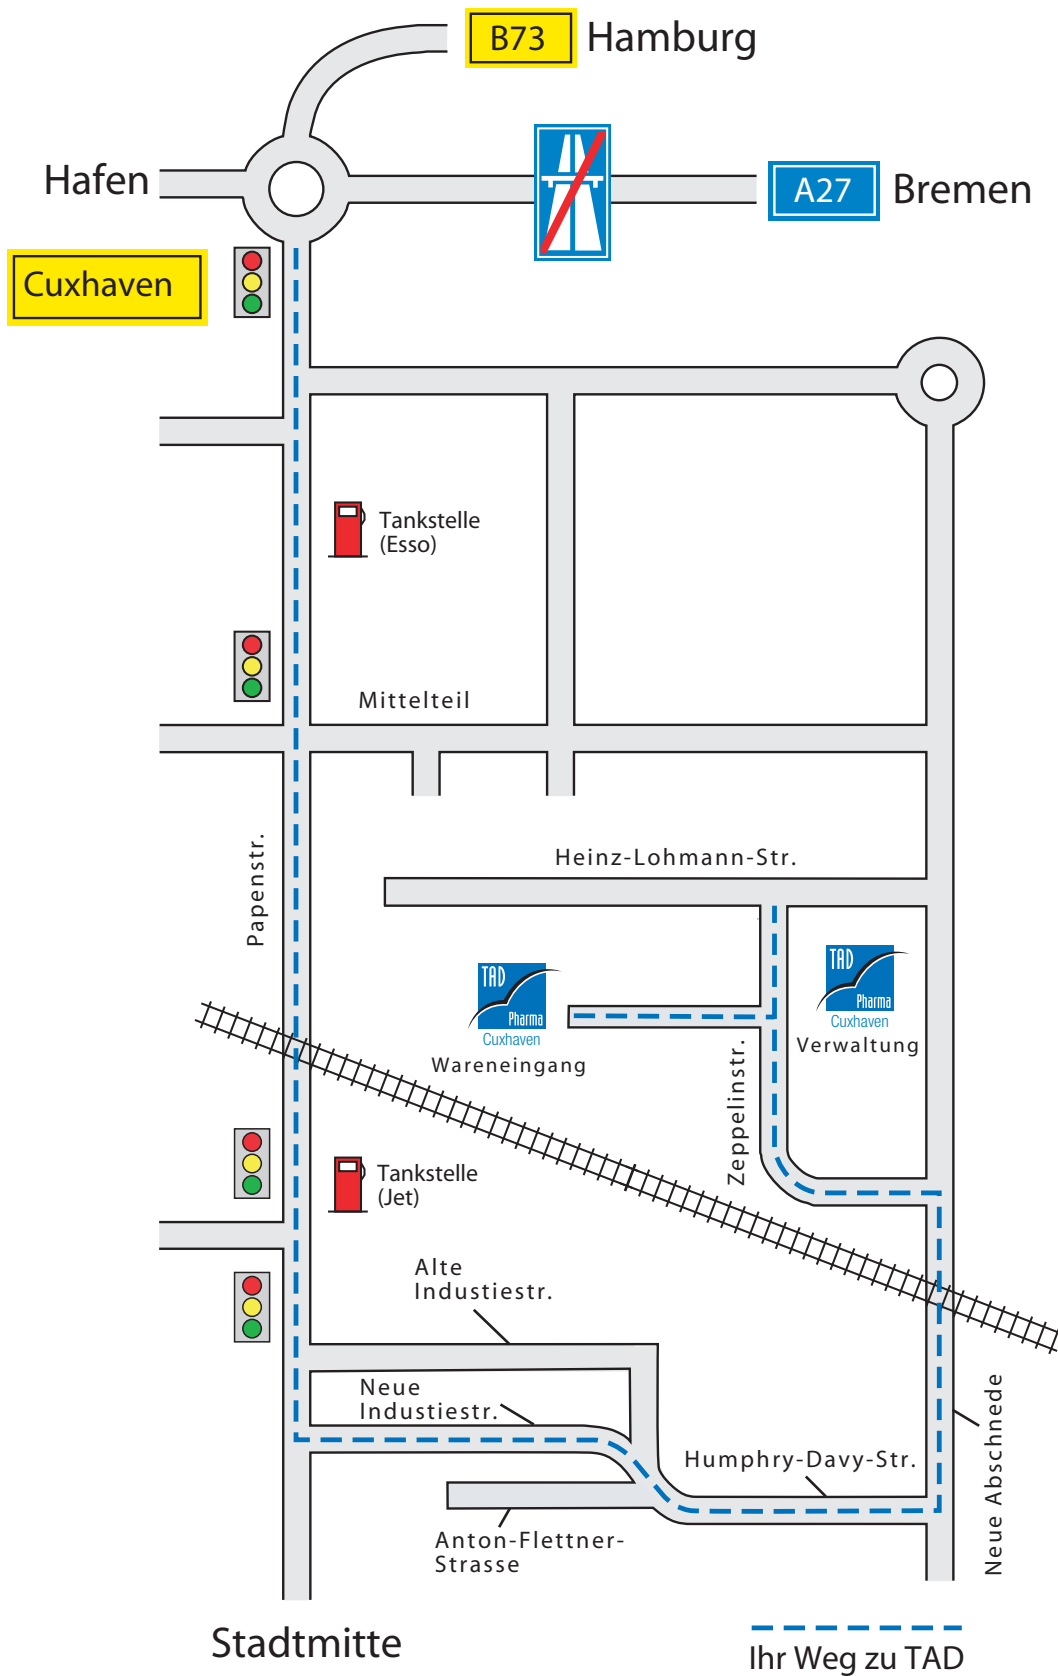 B73 Hamburg
Hafen
A27 Bremen
Cuxhaven
Tankstelle
(Esso)
Mittelteil
Papenstr.
Heinz-Lohmann-Str.
TAD
Pharma
Cuxhaven
Wareneingang
TAD
Pharma
Cuxhaven
Verwaltung
Zeppelinstr.
Tankstelle
(Jet)
Alte
Industiestr.
Neue
Industiestr.
Humphry-Davy-Str.
Neue Abschnede
Anton-Flettner-
Strasse
Stadtmitte
Ihr Weg zu TAD